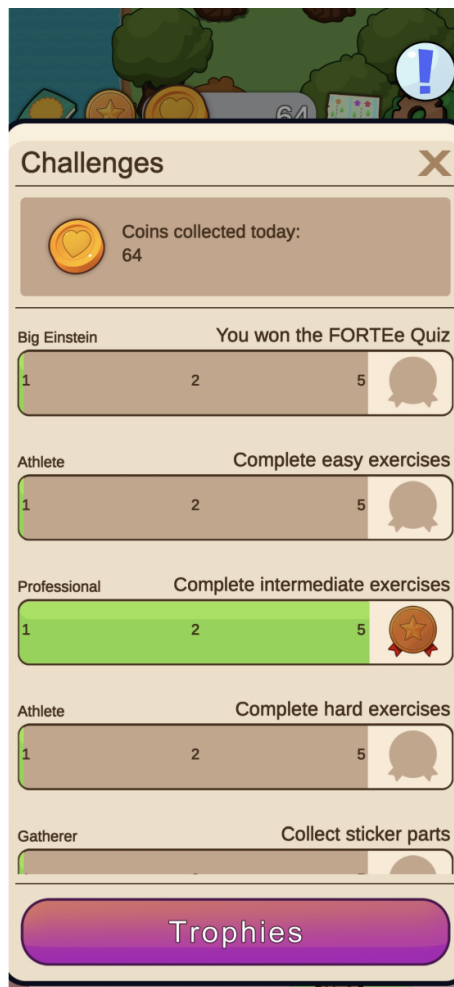 64
Challenges
Coins collected today:
64
Big Einstein
You won the FORTEe Quiz
1 2 5
Athlete
Complete easy exercises
1 2 5
Professional
Complete intermediate exercises
1 2 5
Athlete
Complete hard exercises
1 2 5
Gatherer
Collect sticker parts
Trophies